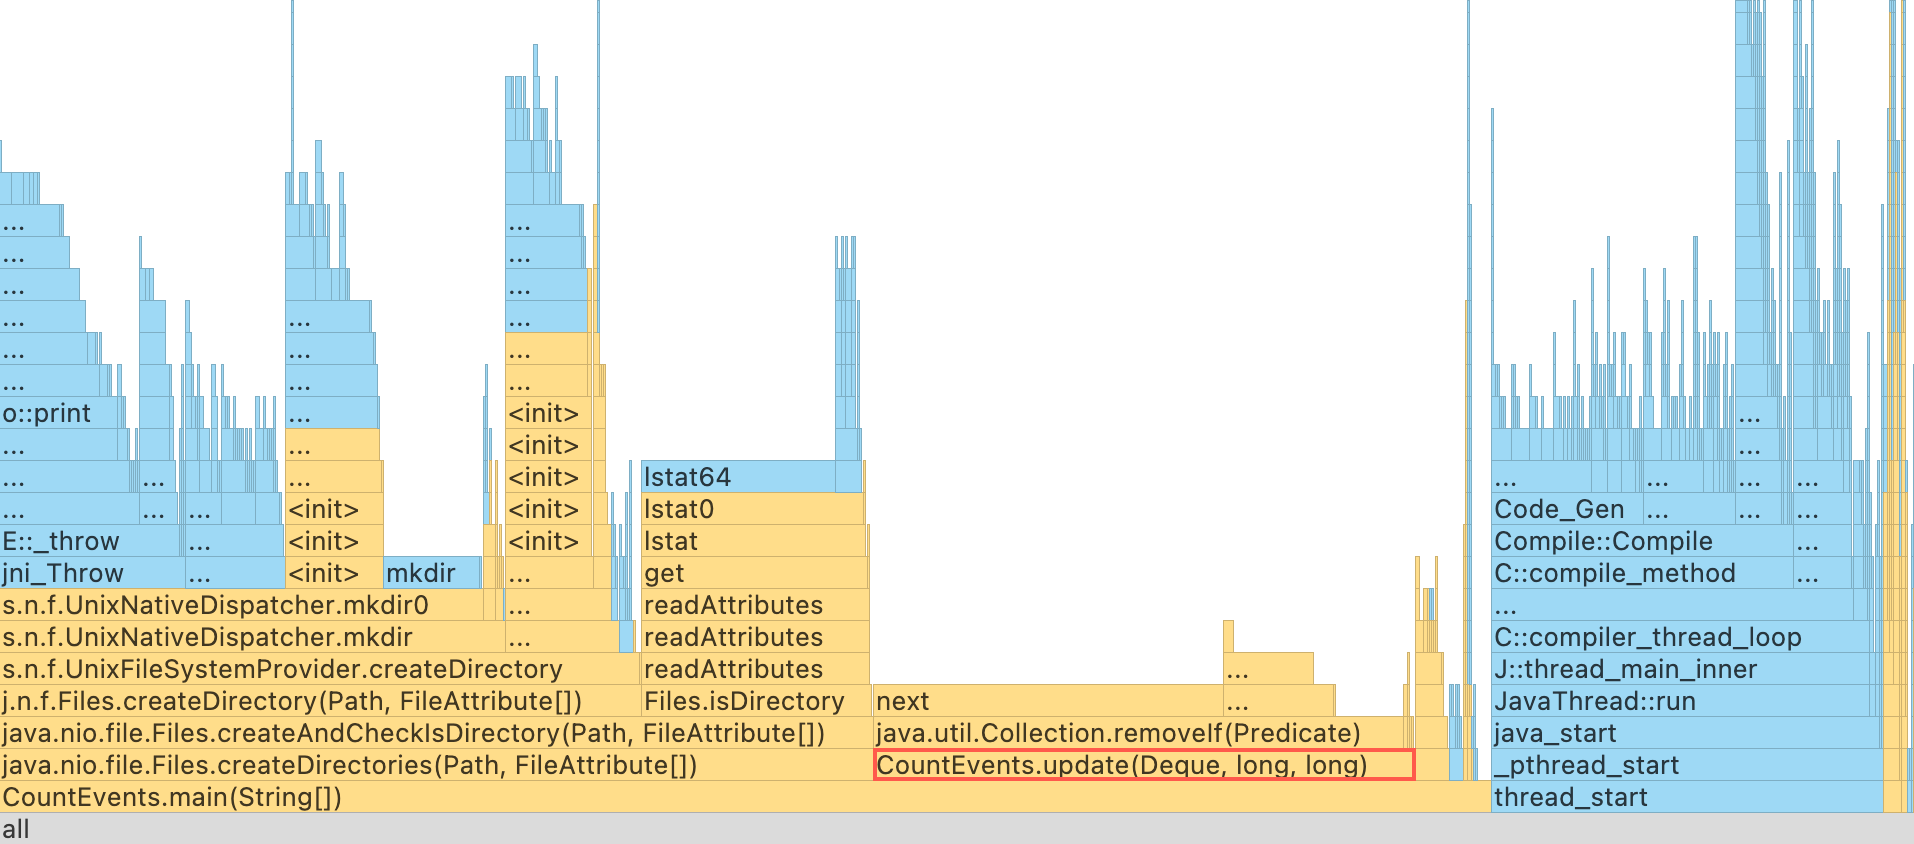 ... ...
... ...
... ...
... ... ...
... ... ...
... ... ...
o::print ... <init> ...
... ... <init> ...
... ... ... <init> lstat64 ... ... ... ...
... ... ... <init> <init> lstat0 Code_Gen ... ... ...
E::_throw ... <init> <init> lstat Compile::Compile ...
jni_Throw ... <init> mkdir ... get C::compile_method ...
s.n.f.UnixNativeDispatcher.mkdir0 ... readAttributes ...
s.n.f.UnixNativeDispatcher.mkdir ... readAttributes C::compiler_thread_loop
s.n.f.UnixFileSystemProvider.createDirectory readAttributes ... J::thread_main_inner
j.n.f.Files.createDirectory(Path, FileAttribute[]) Files.isDirectory next ... JavaThread::run
java.nio.file.Files.createAndCheckIsDirectory(Path, FileAttribute[]) java.util.Collection.removeIf(Predicate) java_start
java.nio.file.Files.createDirectories(Path, FileAttribute[]) CountEvents.update(Deque, long, long) _pthread_start
CountEvents.main(String[]) thread_start
all